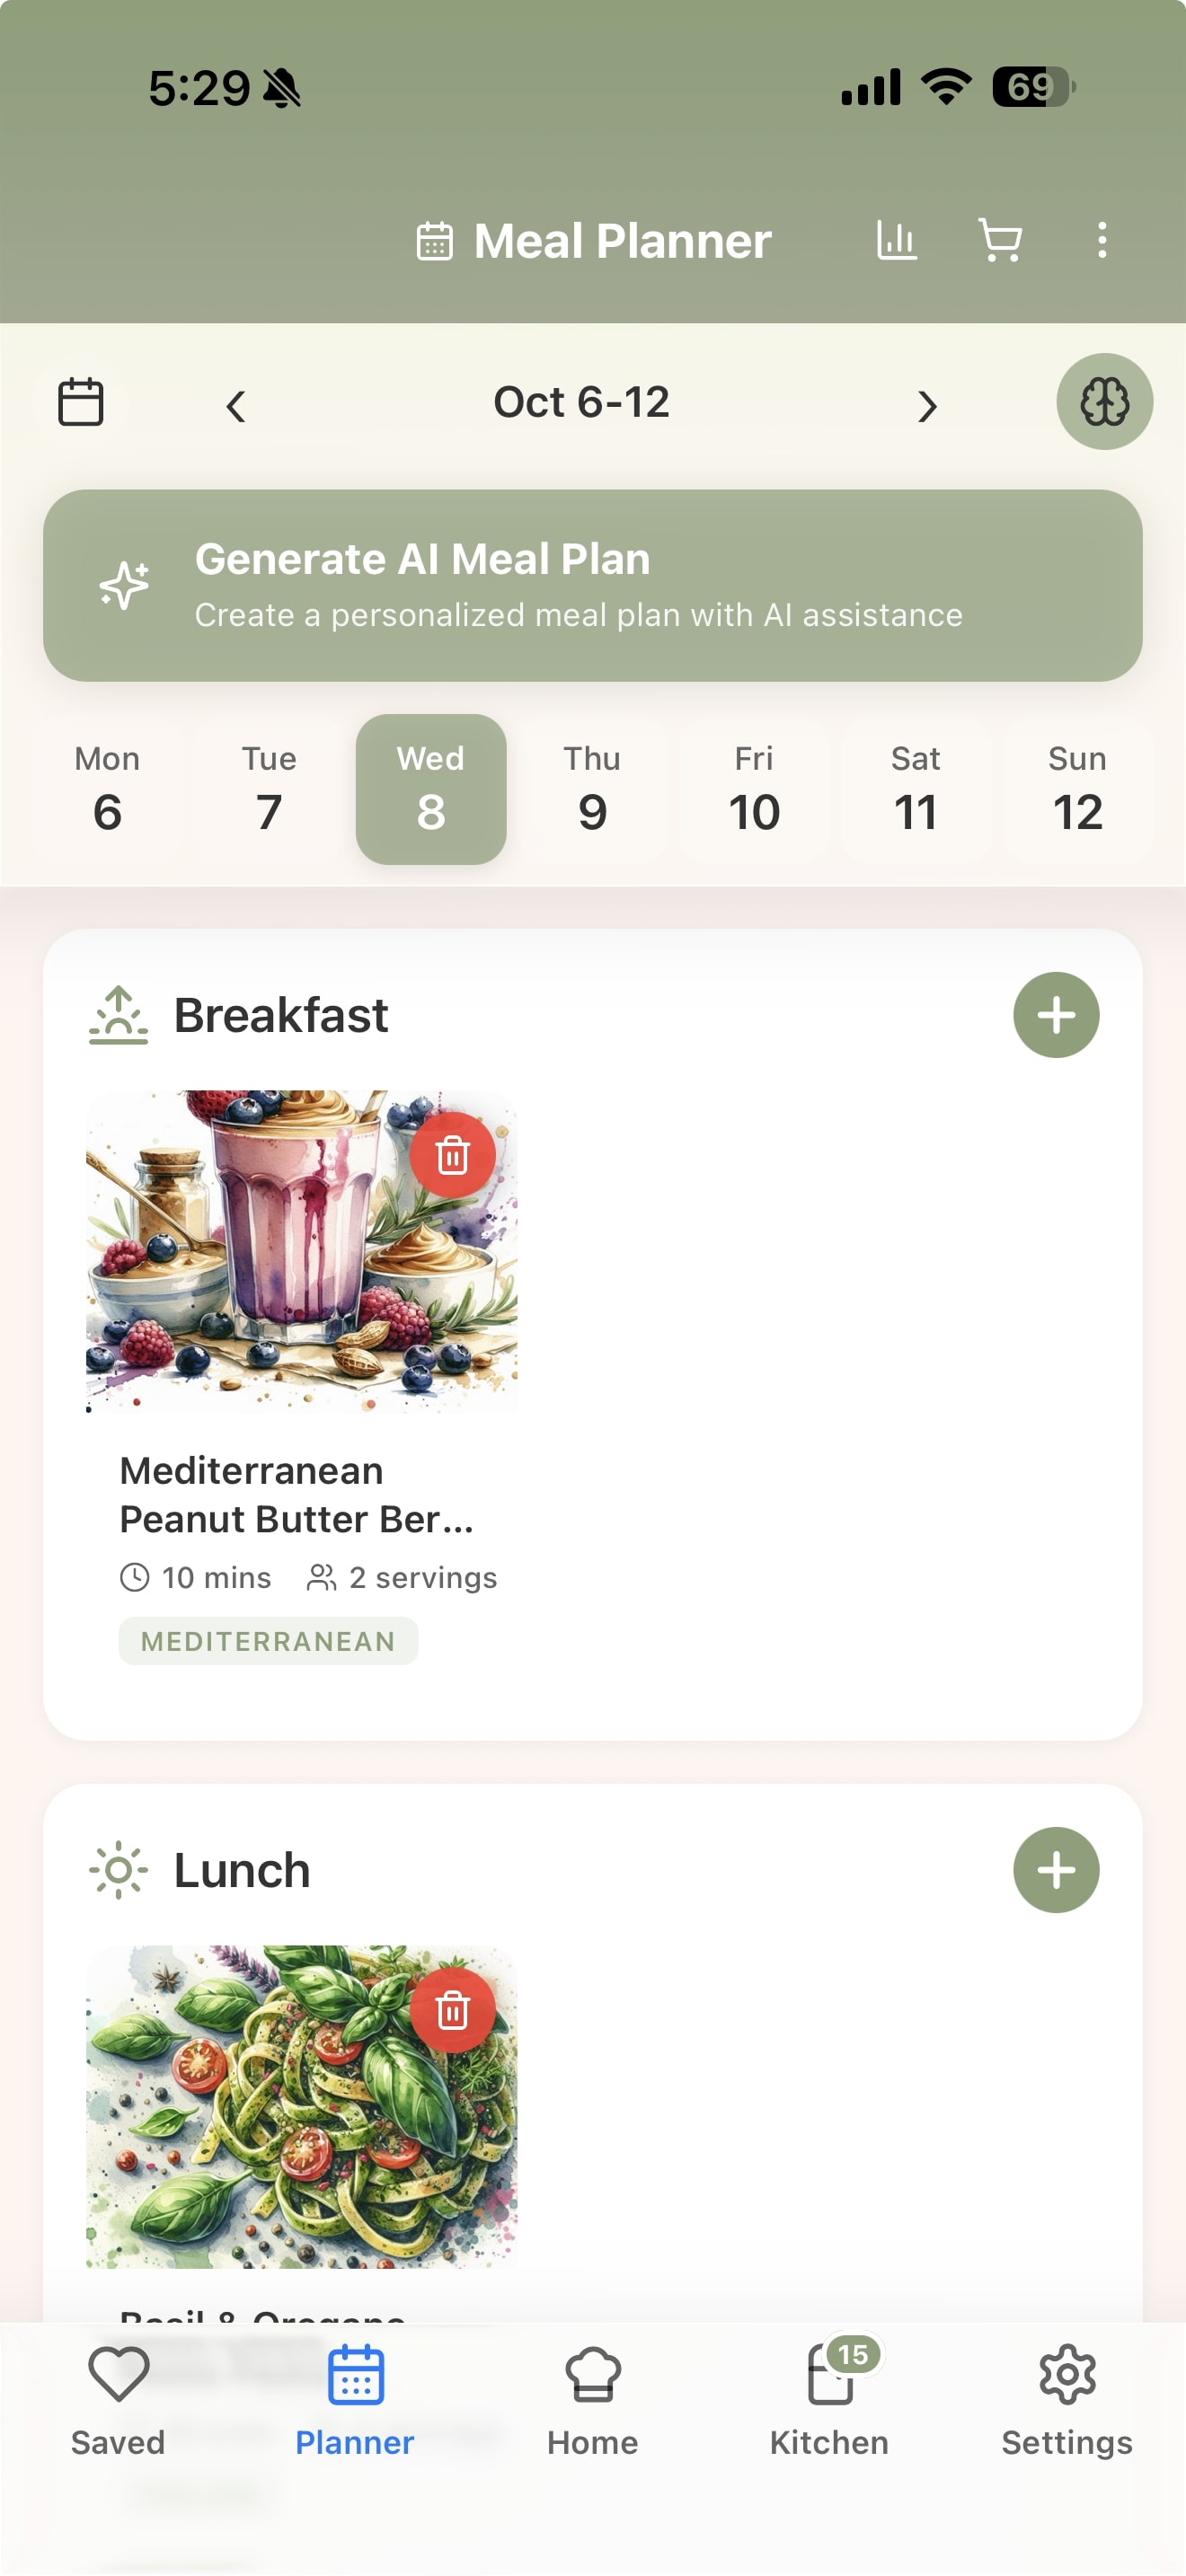 5:29
69
Meal Planner
Oct 6-12
Generate AI Meal Plan
Create a personalized meal plan with AI assistance
Mon Tue Wed Thu Fri Sat Sun
6 7 8 9 10 11 12
Breakfast
Mediterranean
Peanut Butter Ber...
10 mins 2 servings
MEDITERRANEAN
Lunch
Basil & Oregano
15
Saved Planner Home Kitchen Settings